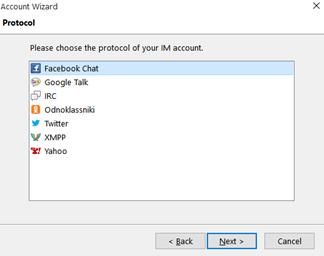 Account Wizard
Protocol
Please choose the protocol of your IM account.
Facebook Chat
Google Talk
IRC
Odnoklassniki
Twitter
XMPP
Yahoo
< Back
Next >
Cancel